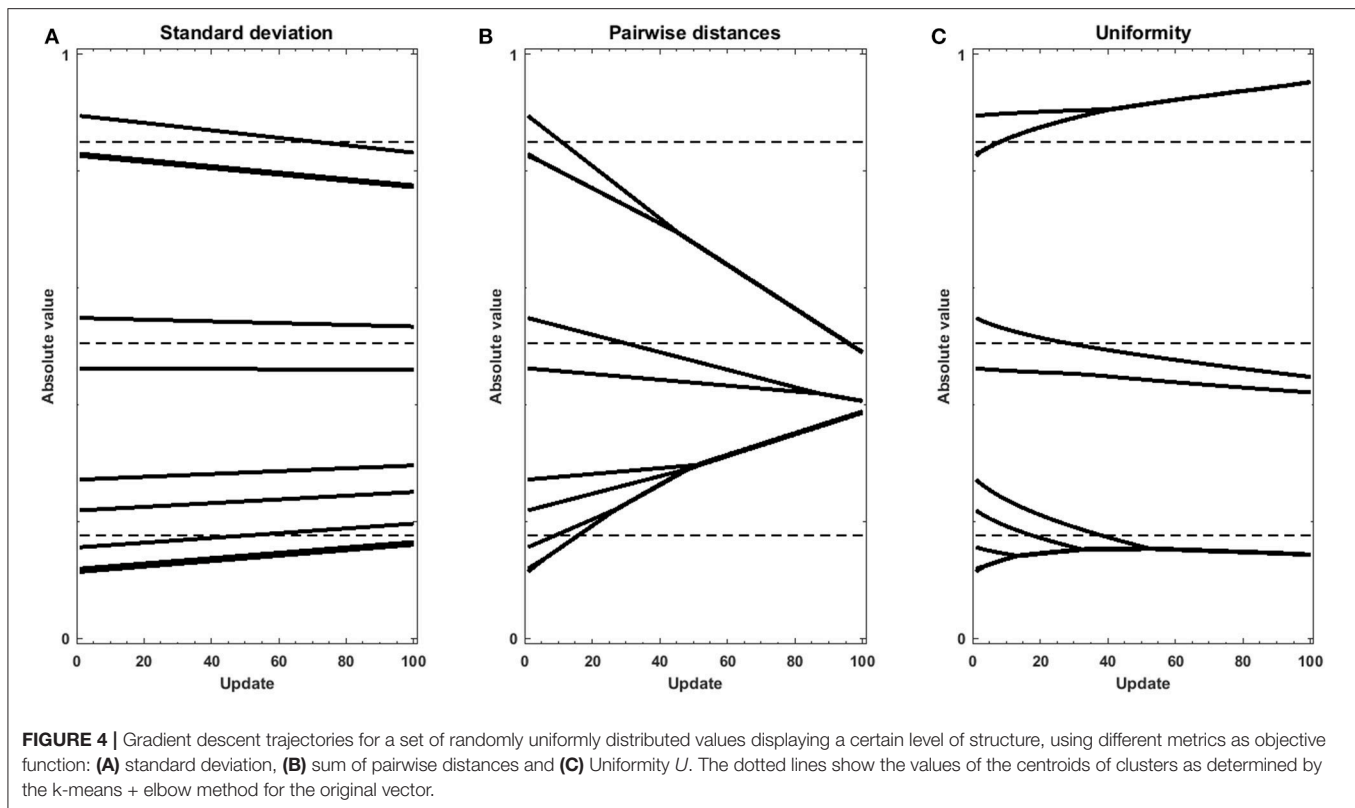 A Standard deviation
1
Absolute value
0
0 20 40 60 80 100
Update
B Pairwise distances
Absolute value
0 20 40 60 80 100
Update
C Uniformity
1
Absolute value
0
0 20 40 60 80 100
Update
FIGURE 4 | Gradient descent trajectories for a set of randomly uniformly distributed values displaying a certain level of structure, using different metrics as objective
function: (A) standard deviation, (B) sum of pairwise distances and (C) Uniformity U. The dotted lines show the values of the centroids of clusters as determined by
the k-means + elbow method for the original vector.